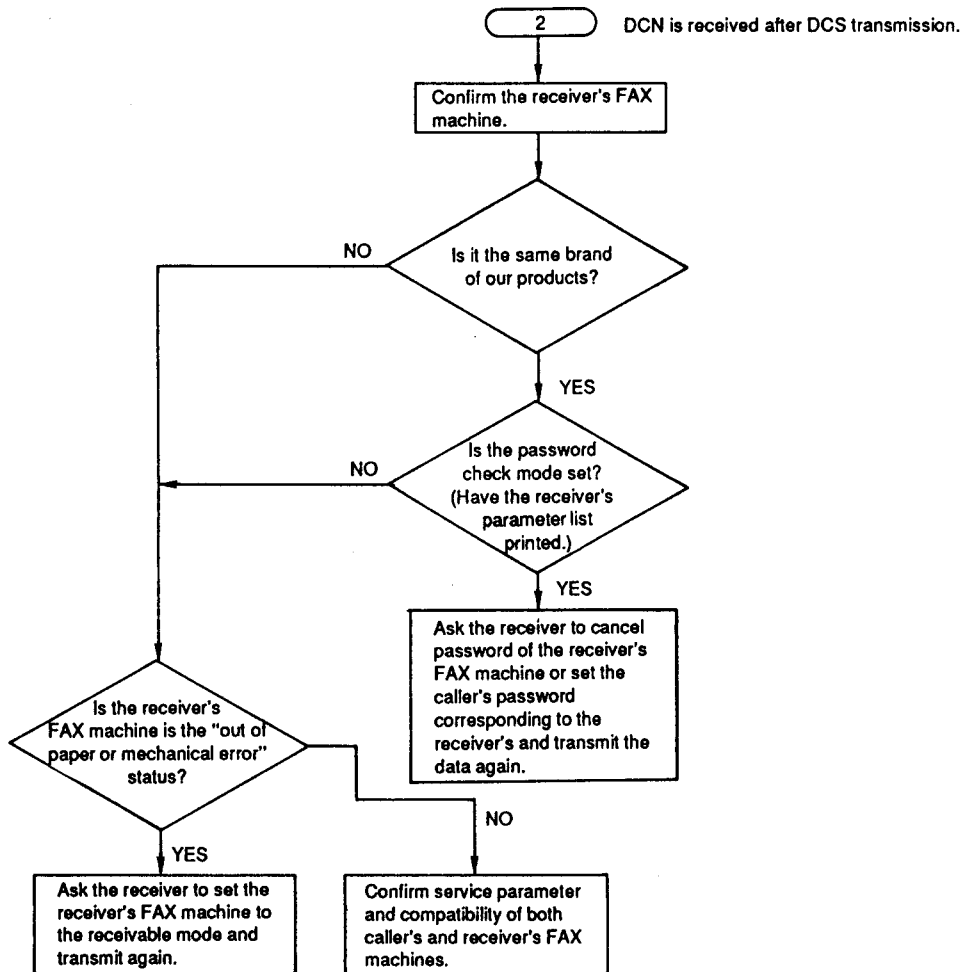 2
DCN is received after DCS transmission.
Confirm the receiver's FAX
machine.
Is it the same brand
of our products?
NO
YES
Is the password
check mode set?
(Have the receiver's
parameter list
printed.)
NO
YES
Ask the receiver to cancel
password of the receiver's
FAX machine or set the
caller's password
corresponding to the
receiver's and transmit the
data again.
Is the receiver's
FAX machine is the "out of
paper or mechanical error"
status?
NO
YES
Ask the receiver to set the
receiver's FAX machine to
the receivable mode and
transmit again.
Confirm service parameter
and compatibility of both
caller's and receiver's FAX
machines.